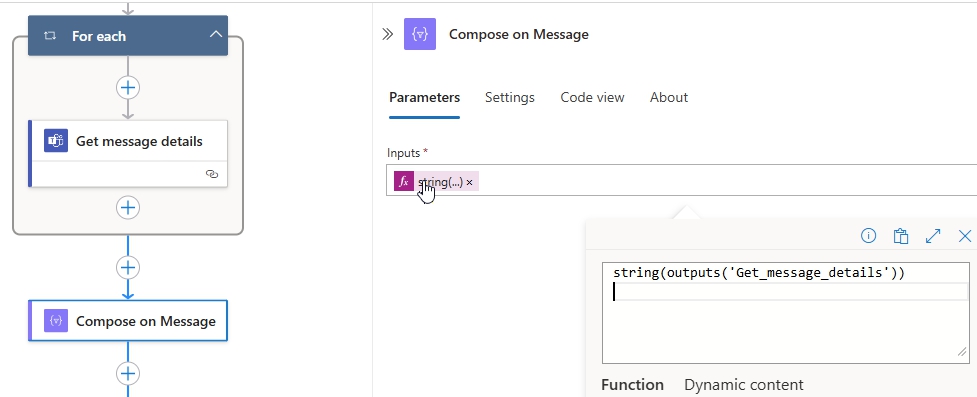 For each
Get message details
Compose on Message
Compose on Message
Parameters Settings Code view About
Inputs *
fx string(...) ×
string(outputs('Get_message_details'))
Function Dynamic content